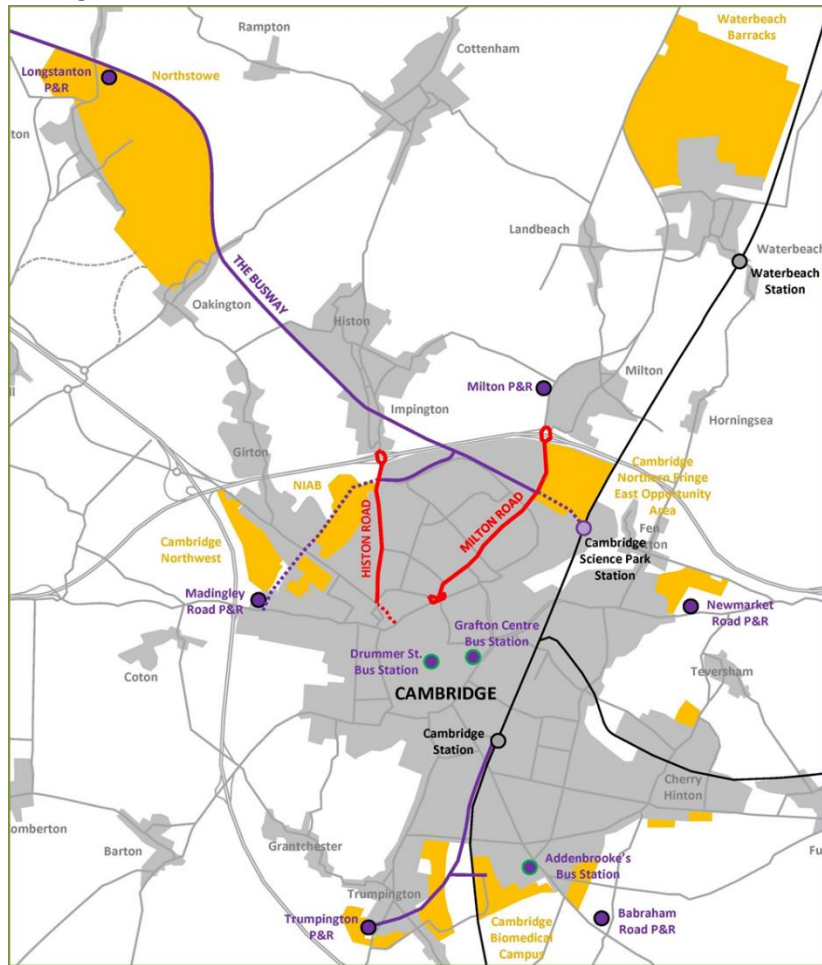 Waterbeach
Barracks
Rampton
Cottenham
Longstanton
P&R
Northstowe
Landbeach
Waterbeach
Waterbeach
Station
THE BUSWAY
Oakington
Histon
Milton P&R
Milton
Impington
Horningsea
Girton
NIAB
HISTON ROAD
MILTON ROAD
Cambridge
Northern Fringe
East Opportunity
Area
Cambridge
Northwest
Fen
Cambridge
Science Park
Station
Madingley
Road P&R
Newmarket
Road P&R
Grafton Centre
Bus Station
Drummer St.
Bus Station
Coton
Teversham
CAMBRIDGE
Cambridge
Station
Cherry
Hinton
omberton
Barton
Grantchester
Addenbrooke's
Bus Station
Fu
Trumpington
Trumpington
P&R
Cambridge
Biomedical
Campus
Babraham
Road P&R